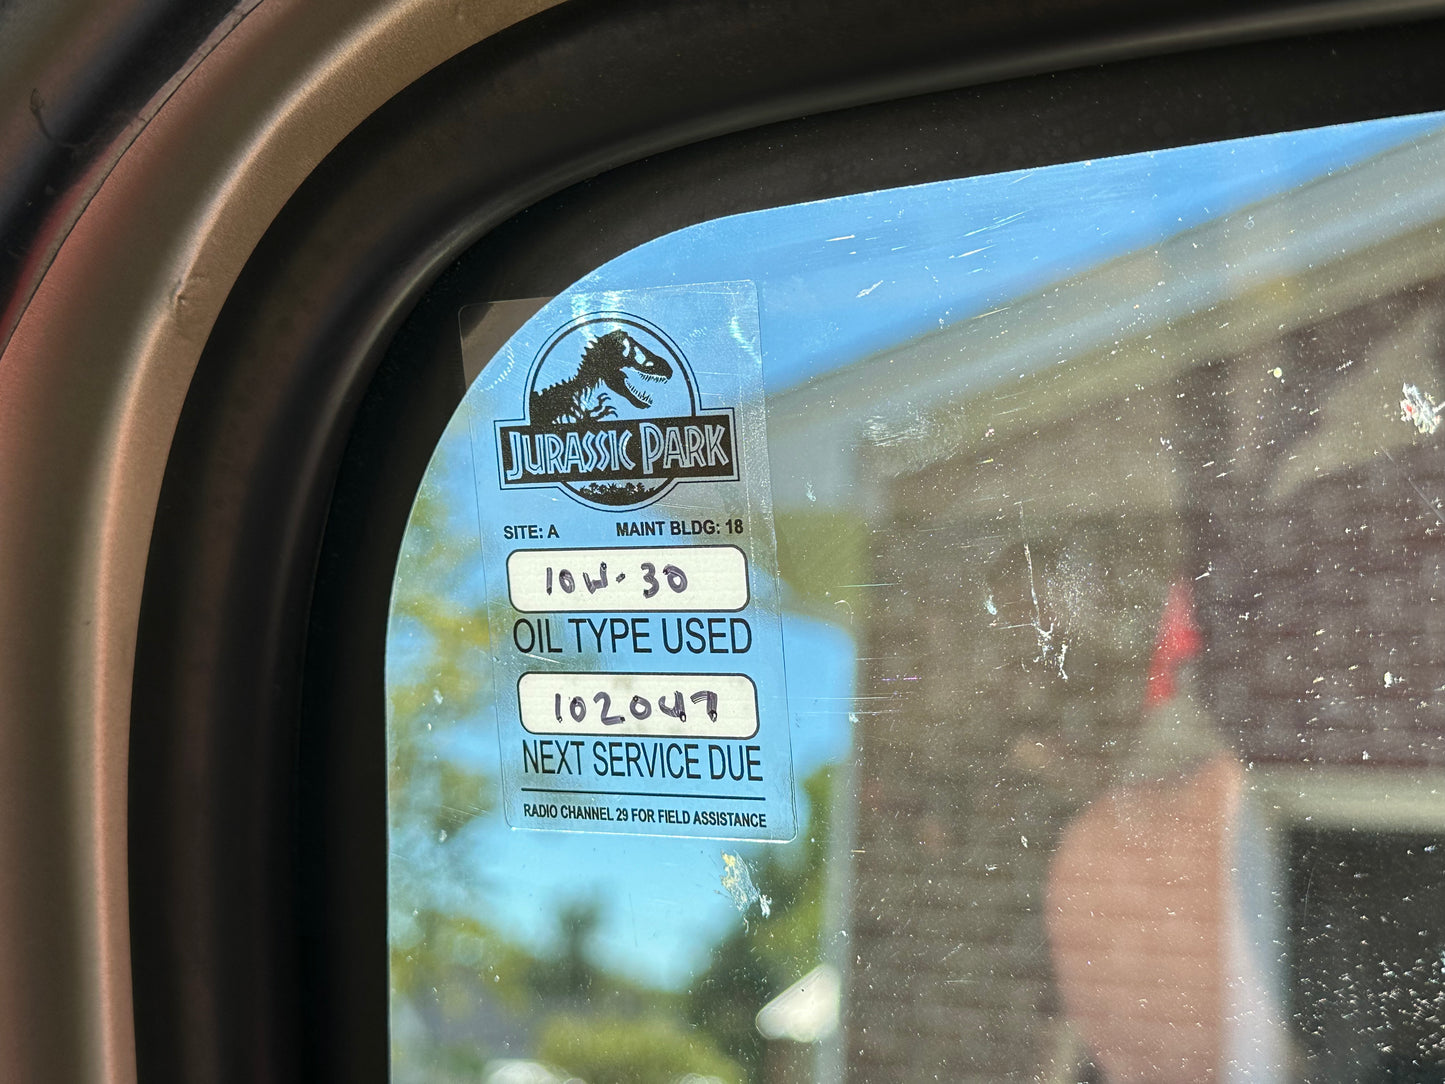 JURASSIC PARK
SITE: A MAINT BLDG: 18
10W-30
OIL TYPE USED
102047
NEXT SERVICE DUE
RADIO CHANNEL 29 FOR FIELD ASSISTANCE